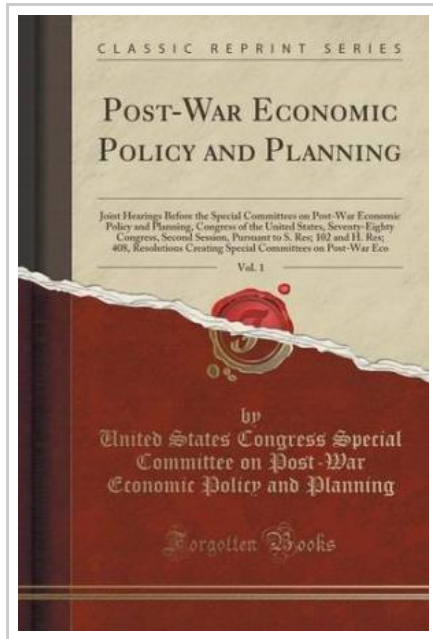 CLASSIC REPRINT SERIES
POST-WAR ECONOMIC
POLICY AND PLANNING
Joint Hearings Before the Special Committees on Post-War Economic
Policy and Planning, Congress of the United States, Seventy-Eighty
Congress, Second Session, Pursuant to S. Res; 102 and H. Res;
408, Resolutions Creating Special Committees on Post-War Eco
Vol. 1
by
United States Congress Special
Committee on Post-War
Economic Policy and Planning
Forgotten Books